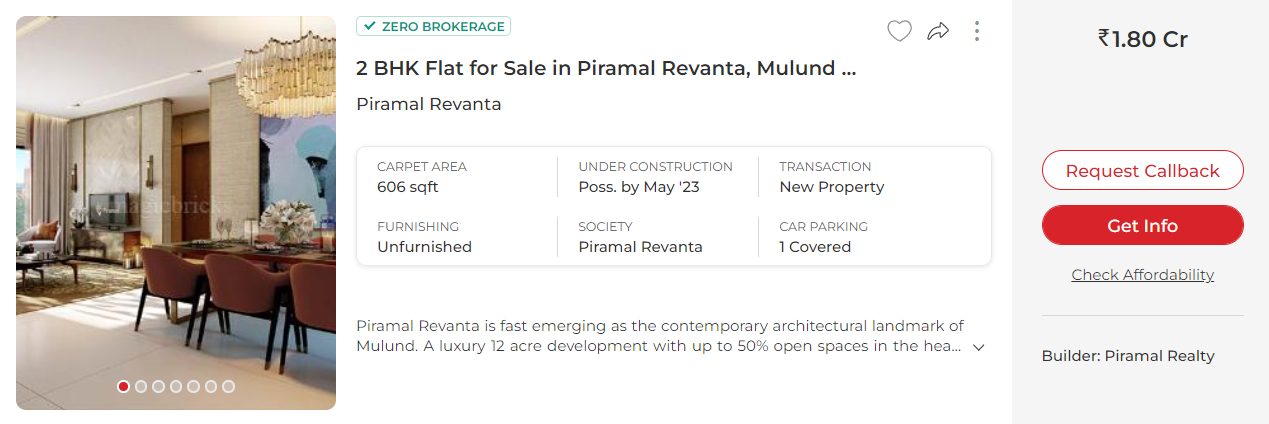 ZERO BROKERAGE
2 BHK Flat for Sale in Piramal Revanta, Mulund ...
Piramal Revanta
CARPET AREA
606 sqft
UNDER CONSTRUCTION
Poss. by May '23
TRANSACTION
New Property
FURNISHING
Unfurnished
SOCIETY
Piramal Revanta
CAR PARKING
1 Covered
Piramal Revanta is fast emerging as the contemporary architectural landmark of
Mulund. A luxury 12 acre development with up to 50% open spaces in the hea...
₹1.80 Cr
Request Callback
Get Info
Check Affordability
Builder: Piramal Realty